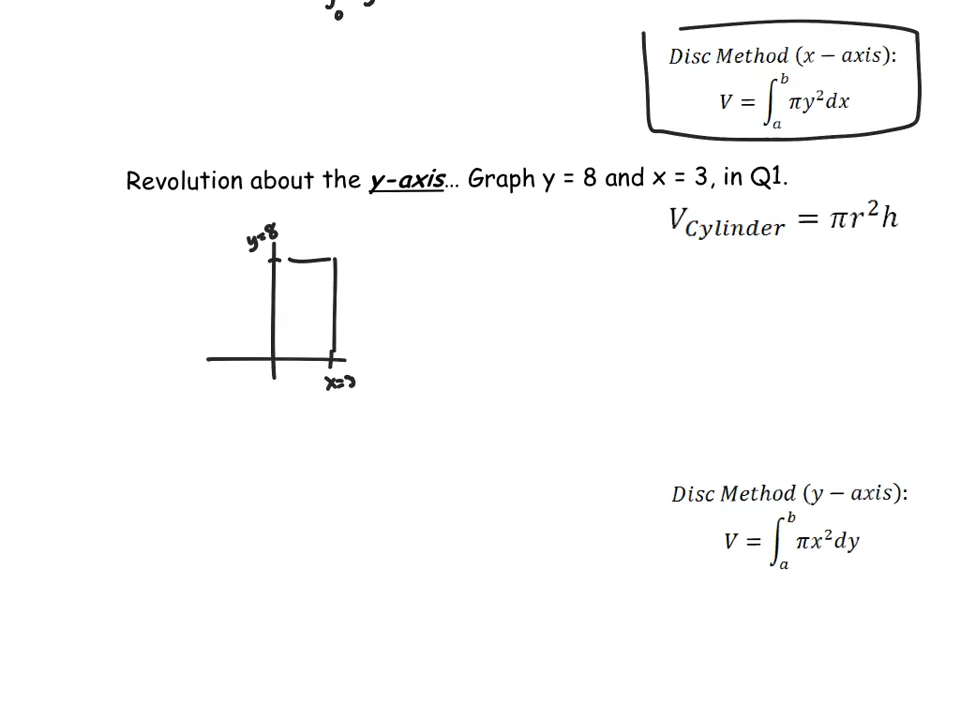 0
Disc Method (x − axis):
V = ∫_a^b πy²dx
Revolution about the y-axis... Graph y = 8 and x = 3, in Q1.
V_Cylinder = πr²h
y=8
x=3
Disc Method (y − axis):
V = ∫_a^b πx²dy